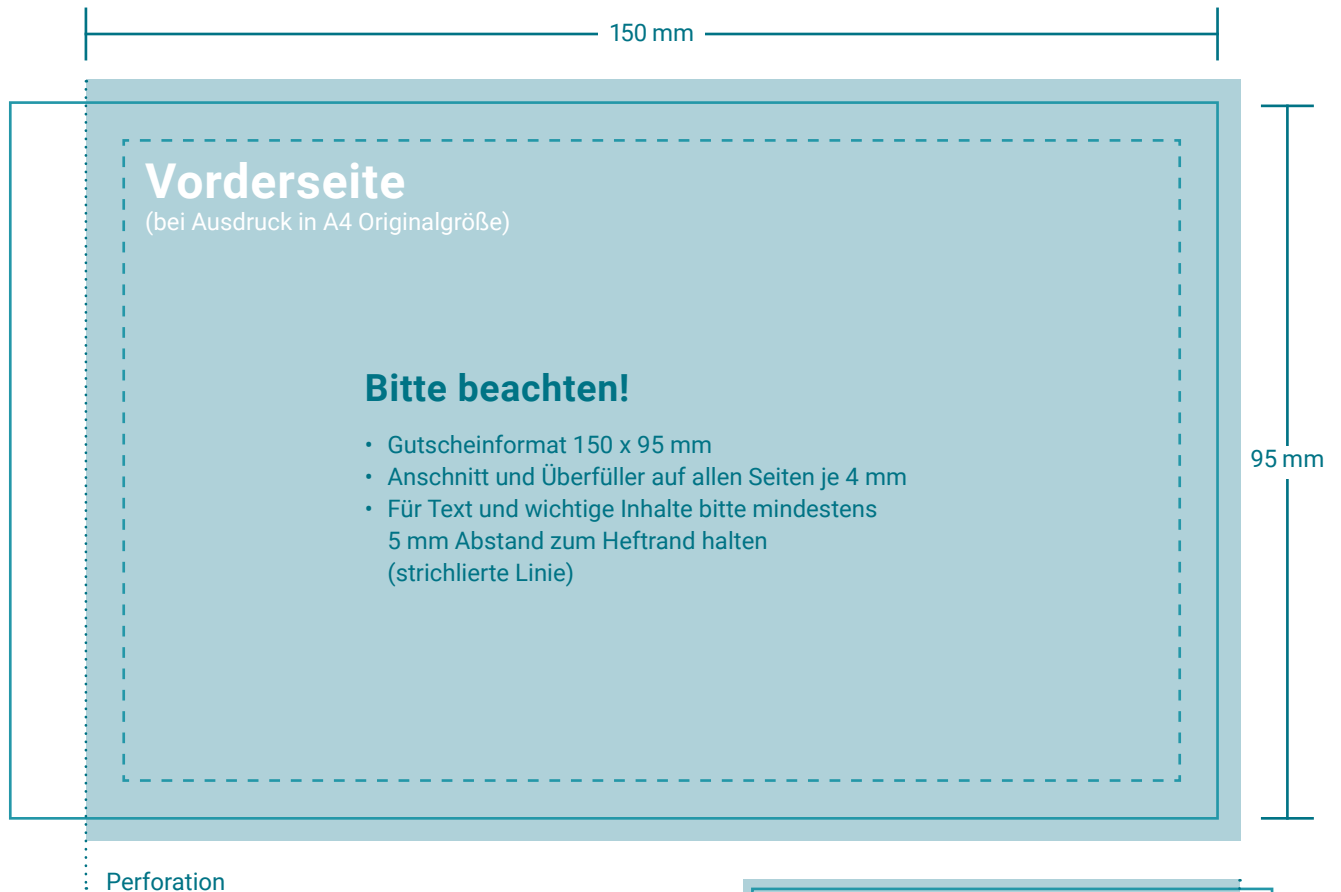 150 mm
Vorderseite
(bei Ausdruck in A4 Originalgröße)
Bitte beachten!
• Gutscheinformat 150 x 95 mm
• Anschnitt und Überfüller auf allen Seiten je 4 mm
• Für Text und wichtige Inhalte bitte mindestens
5 mm Abstand zum Heftrand halten
(strichlierte Linie)
95 mm
Perforation